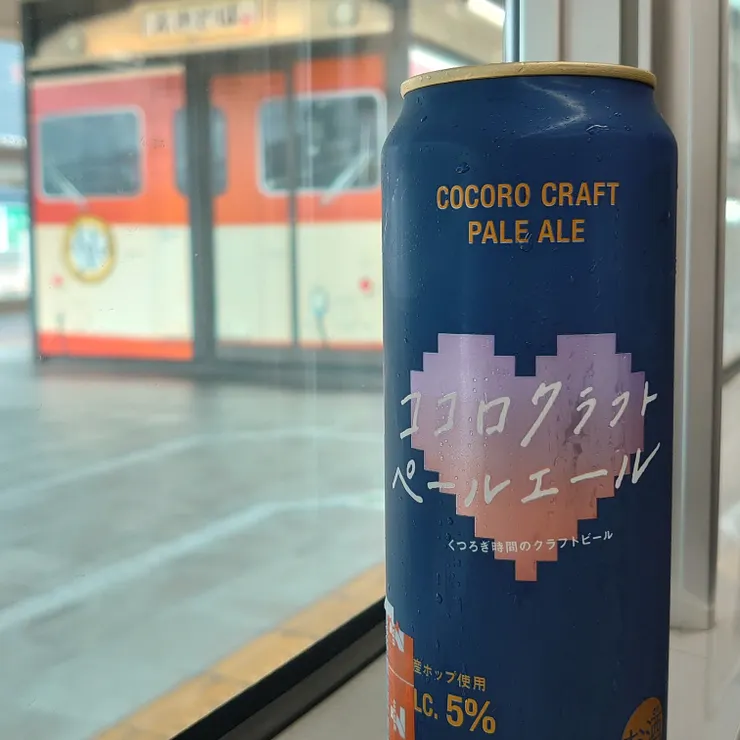 COCORO CRAFT
PALE ALE
ココロクラフト
ペールエール
くつろぎ時間のクラフトビール
産ホップ使用
LC. 5%
お酒